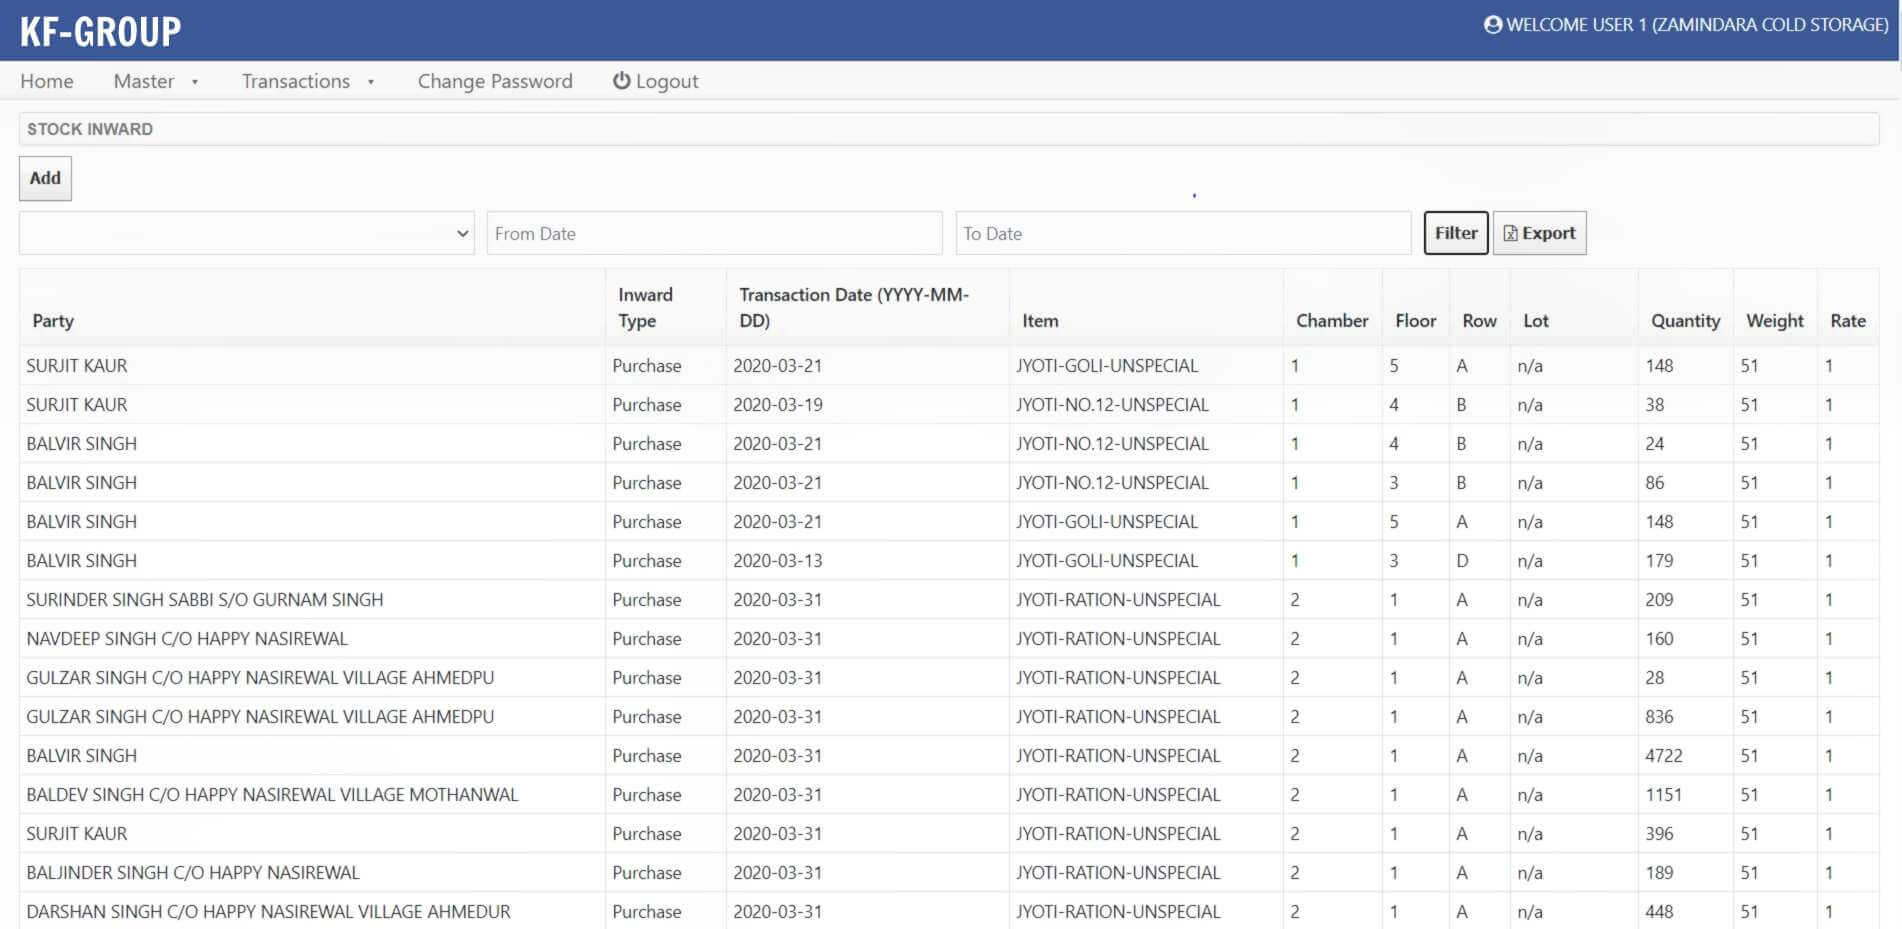 KF-GROUP
WELCOME USER 1 (ZAMINDARA COLD STORAGE)
Home Master Transactions Change Password Logout
STOCK INWARD
Add
From Date To Date Filter Export
Party Inward Type Transaction Date (YYYY-MM-DD) Item Chamber Floor Row Lot Quantity Weight Rate
SURJIT KAUR Purchase 2020-03-21 JYOTI-GOLI-UNSPECIAL 1 5 A n/a 148 51 1
SURJIT KAUR Purchase 2020-03-19 JYOTI-NO.12-UNSPECIAL 1 4 B n/a 38 51 1
BALVIR SINGH Purchase 2020-03-21 JYOTI-NO.12-UNSPECIAL 1 4 B n/a 24 51 1
BALVIR SINGH Purchase 2020-03-21 JYOTI-NO.12-UNSPECIAL 1 3 B n/a 86 51 1
BALVIR SINGH Purchase 2020-03-21 JYOTI-GOLI-UNSPECIAL 1 5 A n/a 148 51 1
BALVIR SINGH Purchase 2020-03-13 JYOTI-GOLI-UNSPECIAL 1 3 D n/a 179 51 1
SURINDER SINGH SABBI S/O GURNAM SINGH Purchase 2020-03-31 JYOTI-RATION-UNSPECIAL 2 1 A n/a 209 51 1
NAVDEEP SINGH C/O HAPPY NASIREWAL Purchase 2020-03-31 JYOTI-RATION-UNSPECIAL 2 1 A n/a 160 51 1
GULZAR SINGH C/O HAPPY NASIREWAL VILLAGE AHMEDPU Purchase 2020-03-31 JYOTI-RATION-UNSPECIAL 2 1 A n/a 28 51 1
GULZAR SINGH C/O HAPPY NASIREWAL VILLAGE AHMEDPU Purchase 2020-03-31 JYOTI-RATION-UNSPECIAL 2 1 A n/a 836 51 1
BALVIR SINGH Purchase 2020-03-31 JYOTI-RATION-UNSPECIAL 2 1 A n/a 4722 51 1
BALDEV SINGH C/O HAPPY NASIREWAL VILLAGE MOTHANWAL Purchase 2020-03-31 JYOTI-RATION-UNSPECIAL 2 1 A n/a 1151 51 1
SURJIT KAUR Purchase 2020-03-31 JYOTI-RATION-UNSPECIAL 2 1 A n/a 396 51 1
BALJINDER SINGH C/O HAPPY NASIREWAL Purchase 2020-03-31 JYOTI-RATION-UNSPECIAL 2 1 A n/a 189 51 1
DARSHAN SINGH C/O HAPPY NASIREWAL VILLAGE AHMEDUR Purchase 2020-03-31 JYOTI-RATION-UNSPECIAL 2 1 A n/a 448 51 1